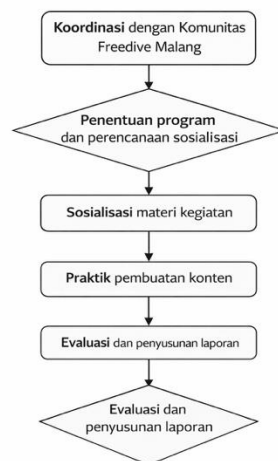 Koordinasi dengan Komunitas
Freedive Malang
Penentuan program
dan perencanaan sosialisasi
Sosialisasi materi kegiatan
Praktik pembuatan konten
Evaluasi dan penyusunan laporan
Evaluasi dan
penyusunan laporan